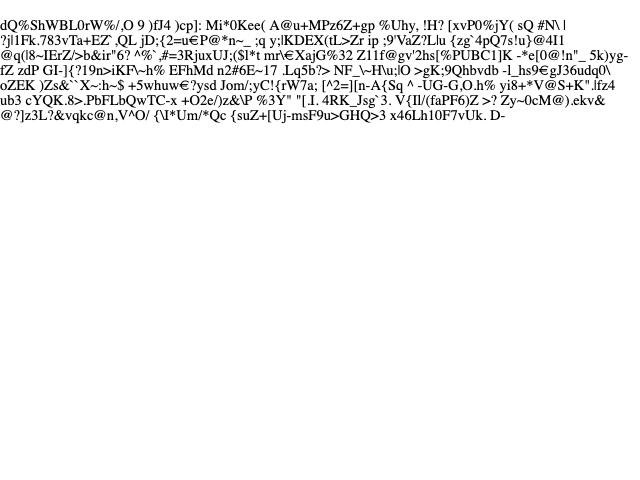 dQ%ShWBL0rW%/,O 9 )fJ4 )cp]: Mi*0Kee( A@u+MPz6Z+gp %Uhy, !H? [xvP0%jY( sQ #N\ |
?j|1Fk.783vTa+EZ`,QL jD;{2=u€P@*n~_ ;q y;|KDEX(tL>Zr ip ;9'VaZ?L|u {zg`4pQ7s!u}@4I1
@q(l8~IErZ/>b&ir"6? ^%`,#=3RjuxUJ;($l*t mr\€XajG%32 Z11f@gv'2hs[%PUBC1]K -*e[0@!n"_ 5k)yg-
fZ zdP GI-]{?19n>iKF\~h% EFhMd n2#6E~17 .Lq5b?> NF_\~H\u;|O >gK;9Qhbvdb -l_hs9€gJ36udq0\
oZEK )Zs&``X~:h~$ +5whuw€?ysd Jom/;yC!{rW7a; [^2=][n-A{Sq ^ -UG-G,O.h% yi8+*V@S+K".lfz4
ub3 cYQK.8>.PbFLbQwTC-x +O2e/)z&\P %3Y" "[.I. 4RK_Jsg`3. V{Il/(faPF6)Z >? Zy~0cM@).ekv&
@?]z3L?&vqkc@n,V^O/ {\I*Um/*Qc {suZ+[Uj-msF9u>GHQ>3 x46Lh10F7vUk. D-